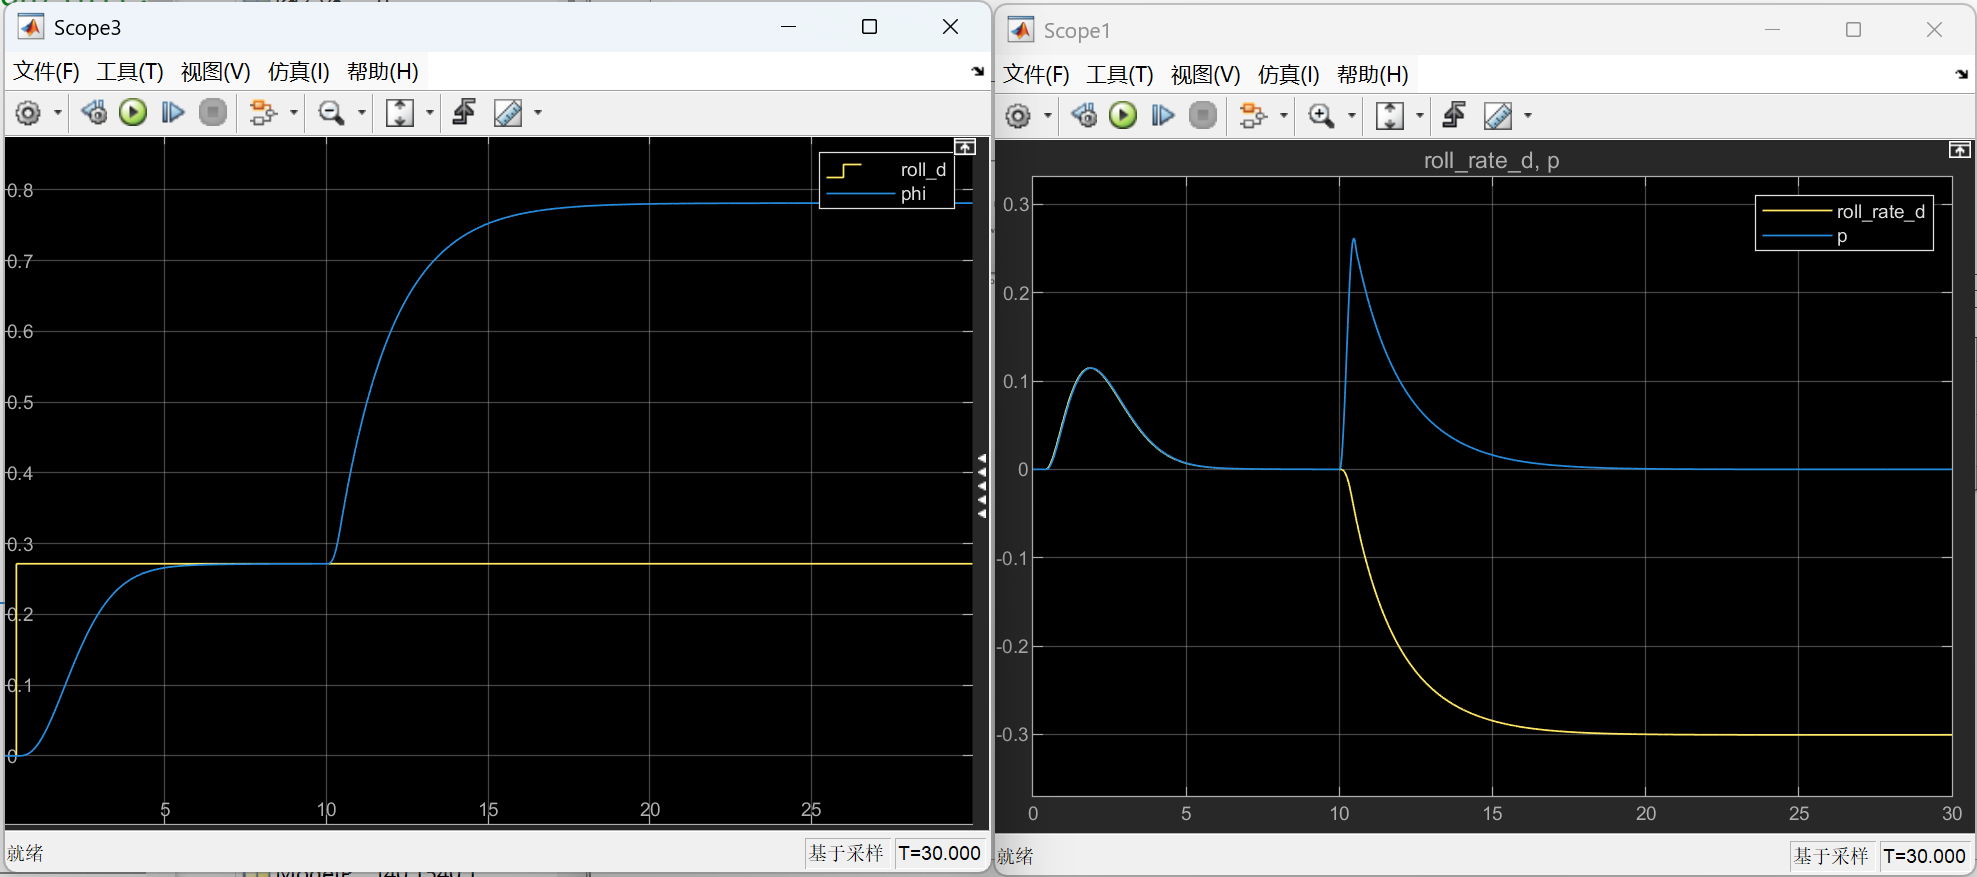 Scope3
文件(F) 工具(T) 视图(V) 仿真(I) 帮助(H)
roll_d
phi
0.8
0.7
0.6
0.5
0.4
0.3
0.2
0.1
0
5 10 15 20 25
就绪 基于采样 T=30.000
Scope1
文件(F) 工具(T) 视图(V) 仿真(I) 帮助(H)
roll_rate_d, p
roll_rate_d
p
0.3
0.2
0.1
0
-0.1
-0.2
-0.3
0 5 10 15 20 25 30
就绪 基于采样 T=30.000